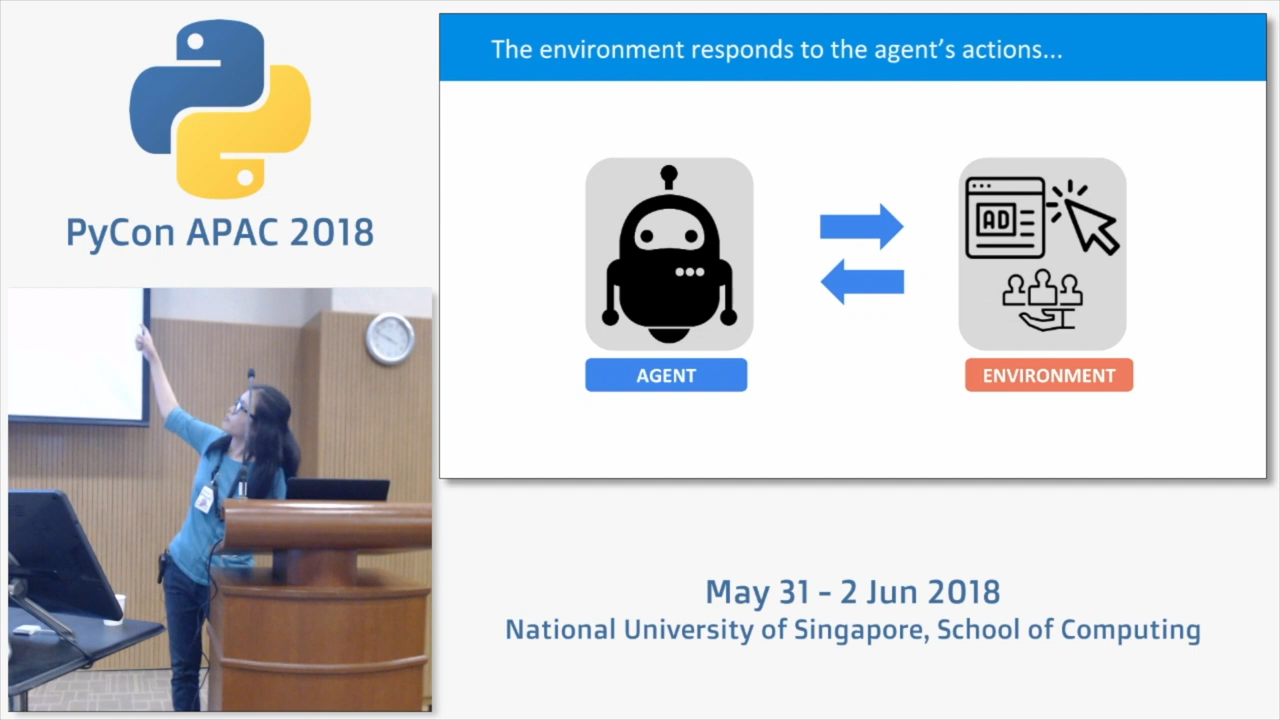 The environment responds to the agent’s actions...
AD
AGENT
ENVIRONMENT
PyCon APAC 2018
May 31 - 2 Jun 2018
National University of Singapore, School of Computing